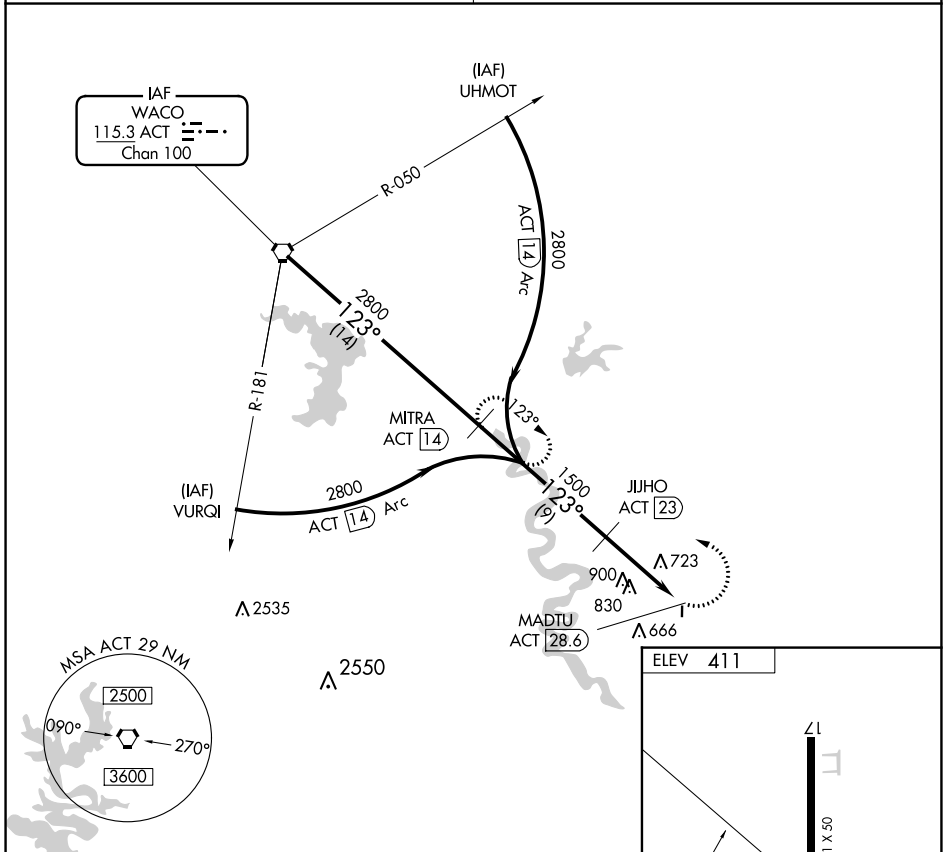 (IAF)
UHMOT
IAF
WACO
115.3 ACT
Chan 100
R-050
ACT 14 Arc
2800
2800
123°
(14)
R-181
MITRA
ACT 14
123°
(IAF)
VURQI
2800
ACT 14 Arc
1500
123°
(9)
JIJHO
ACT 23
723
900
830
2535
MADTU
ACT 28.6
666
2550
MSA ACT 29 NM
2500
090°
270°
3600
ELEV 411
17
1 X 50